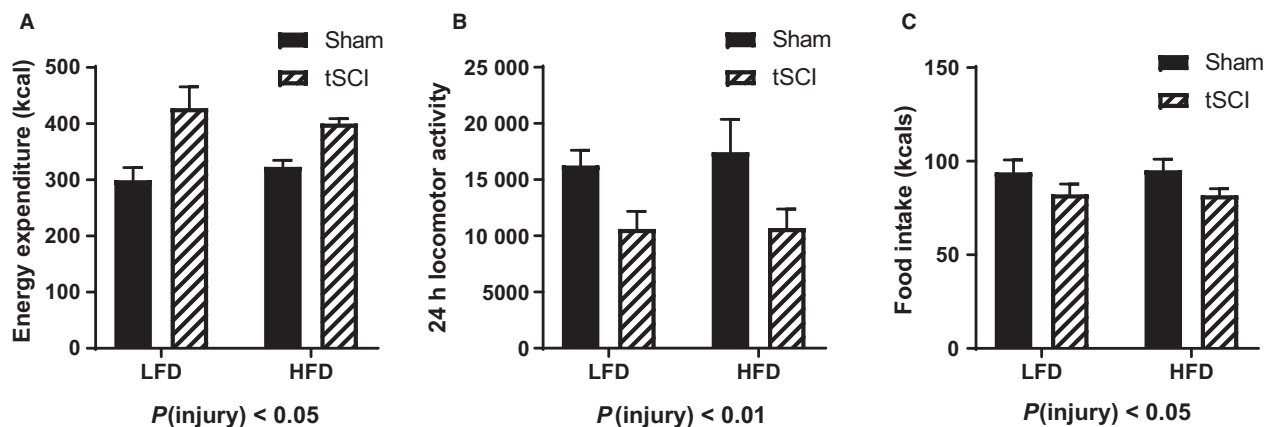 A
Sham
tSCI
Energy expenditure (kcal)
500
400
300
200
100
0
LFD
HFD
P(injury) < 0.05
B
Sham
tSCI
24 h locomotor activity
25 000
20 000
15 000
10 000
5000
0
LFD
HFD
P(injury) < 0.01
C
Sham
tSCI
Food intake (kcals)
150
100
50
0
LFD
HFD
P(injury) < 0.05